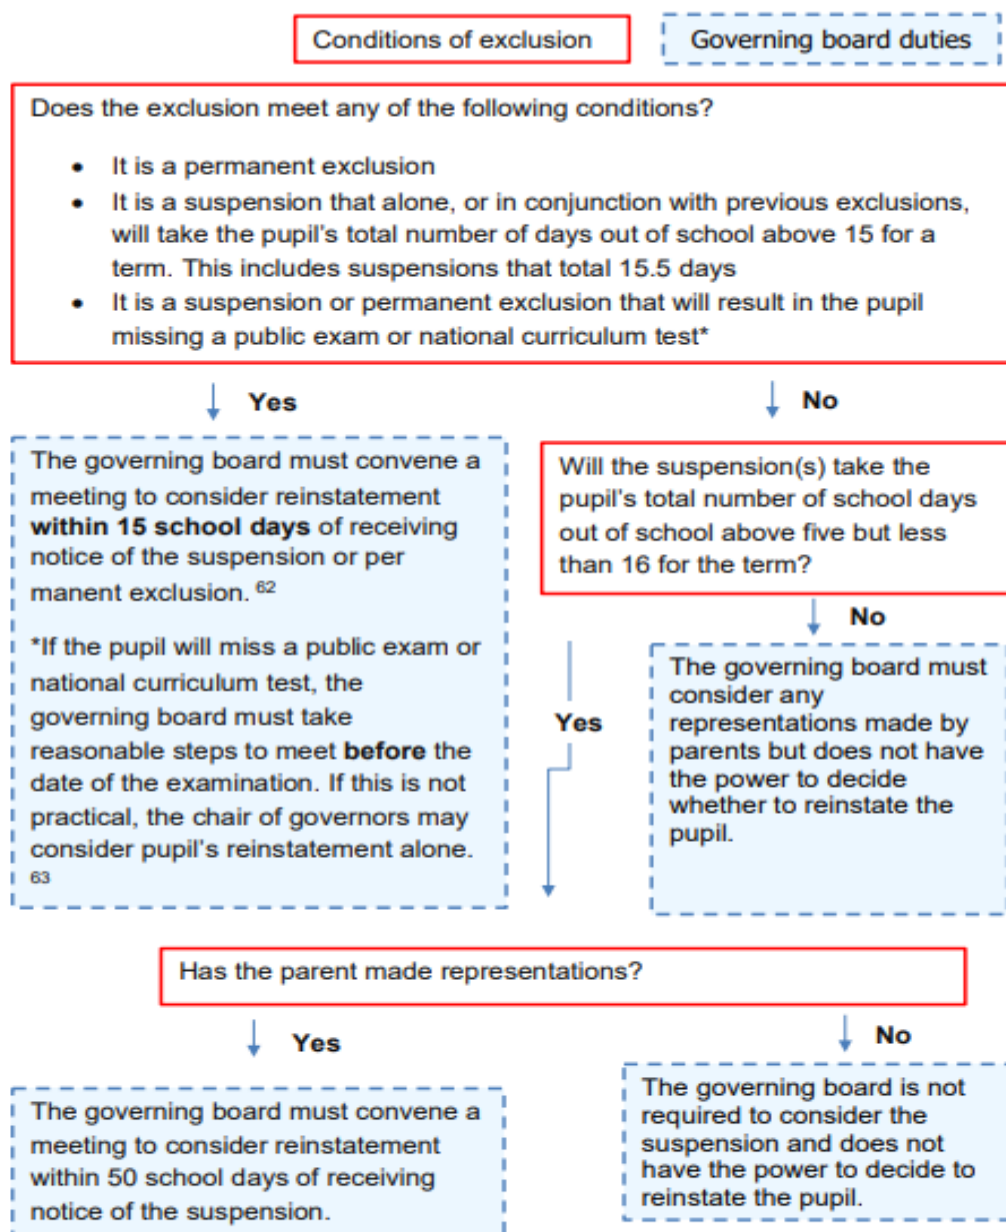 Conditions of exclusion
Governing board duties
Does the exclusion meet any of the following conditions?
• It is a permanent exclusion
• It is a suspension that alone, or in conjunction with previous exclusions,
will take the pupil's total number of days out of school above 15 for a
term. This includes suspensions that total 15.5 days
• It is a suspension or permanent exclusion that will result in the pupil
missing a public exam or national curriculum test*
Yes
No
The governing board must convene a
meeting to consider reinstatement
within 15 school days of receiving
notice of the suspension or per
manent exclusion. 62
*If the pupil will miss a public exam or
national curriculum test, the
governing board must take
reasonable steps to meet before the
date of the examination. If this is not
practical, the chair of governors may
consider pupil's reinstatement alone.
63
Will the suspension(s) take the
pupil's total number of school days
out of school above five but less
than 16 for the term?
No
Yes
The governing board must
consider any
representations made by
parents but does not have
the power to decide
whether to reinstate the
pupil.
Has the parent made representations?
Yes
No
The governing board must convene a
meeting to consider reinstatement
within 50 school days of receiving
notice of the suspension.
The governing board is not
required to consider the
suspension and does not
have the power to decide to
reinstate the pupil.